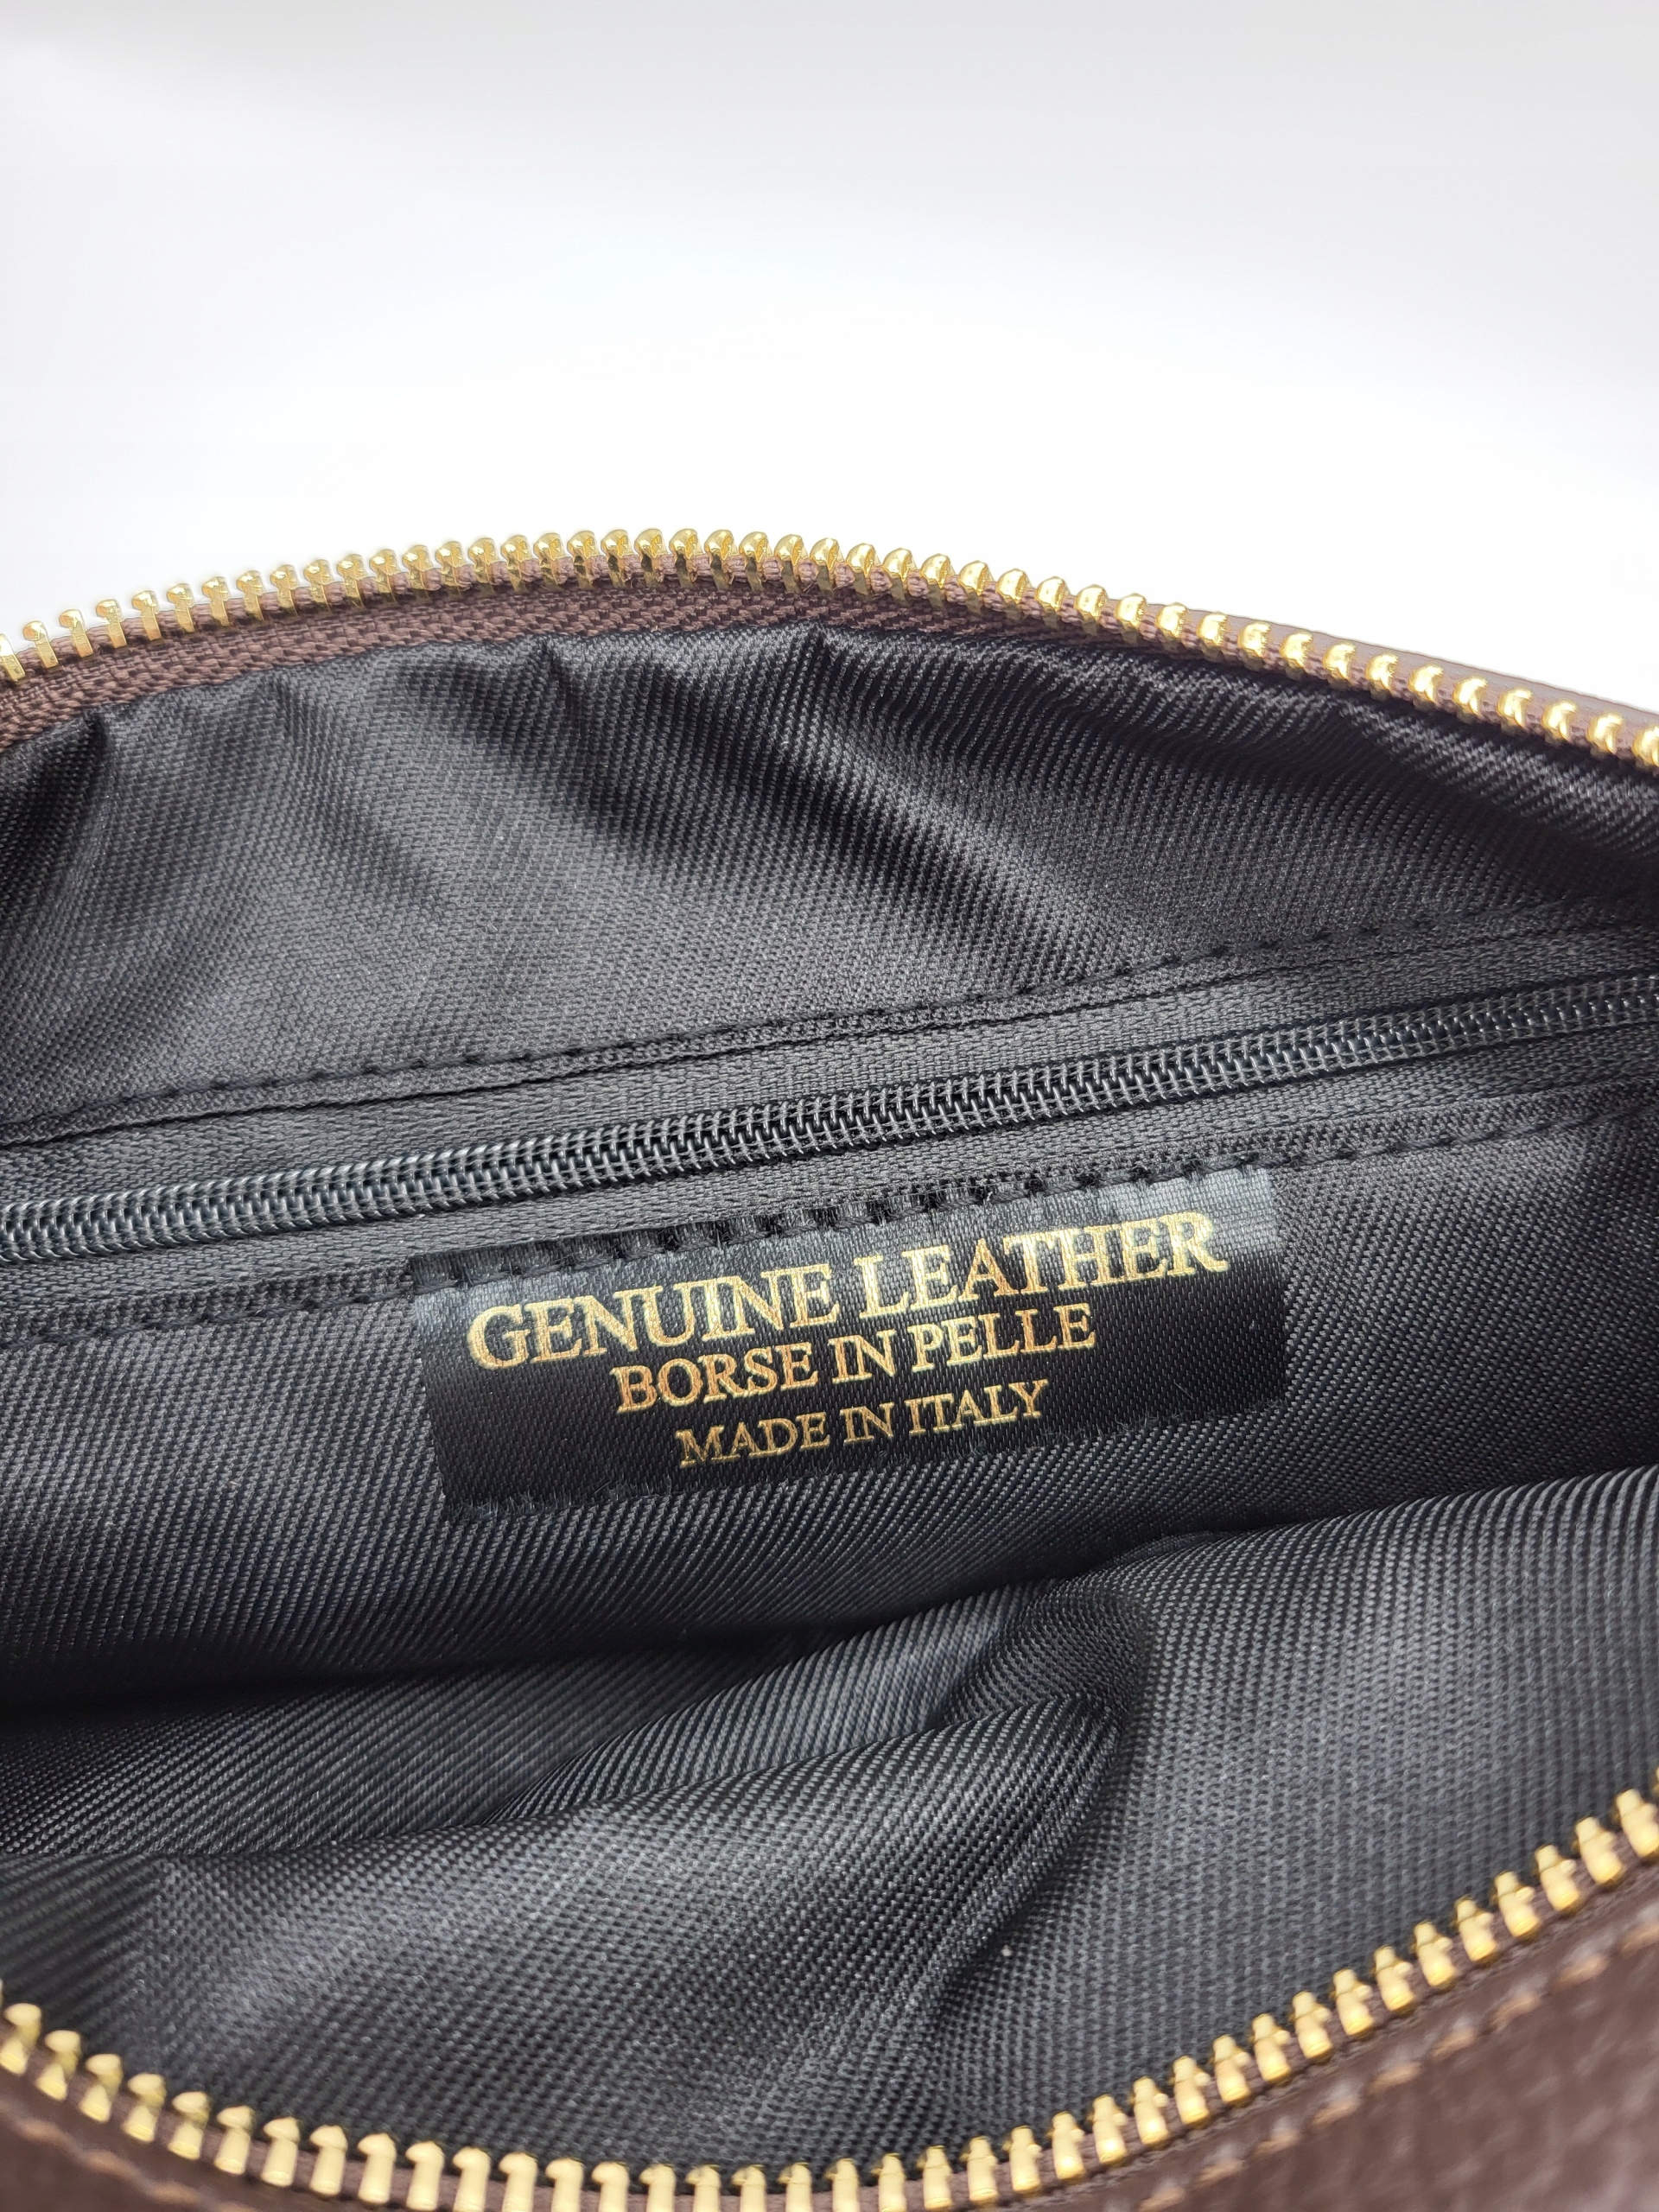 GENUINE LEATHER
BORSE IN PELLE
MADE IN ITALY